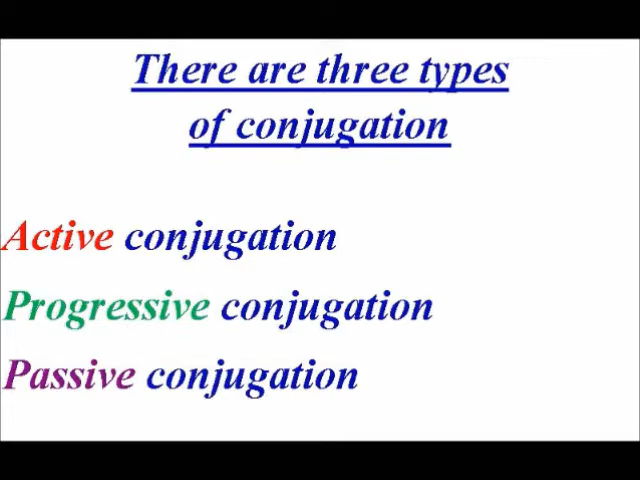 There are three types
of conjugation
Active conjugation
Progressive conjugation
Passive conjugation